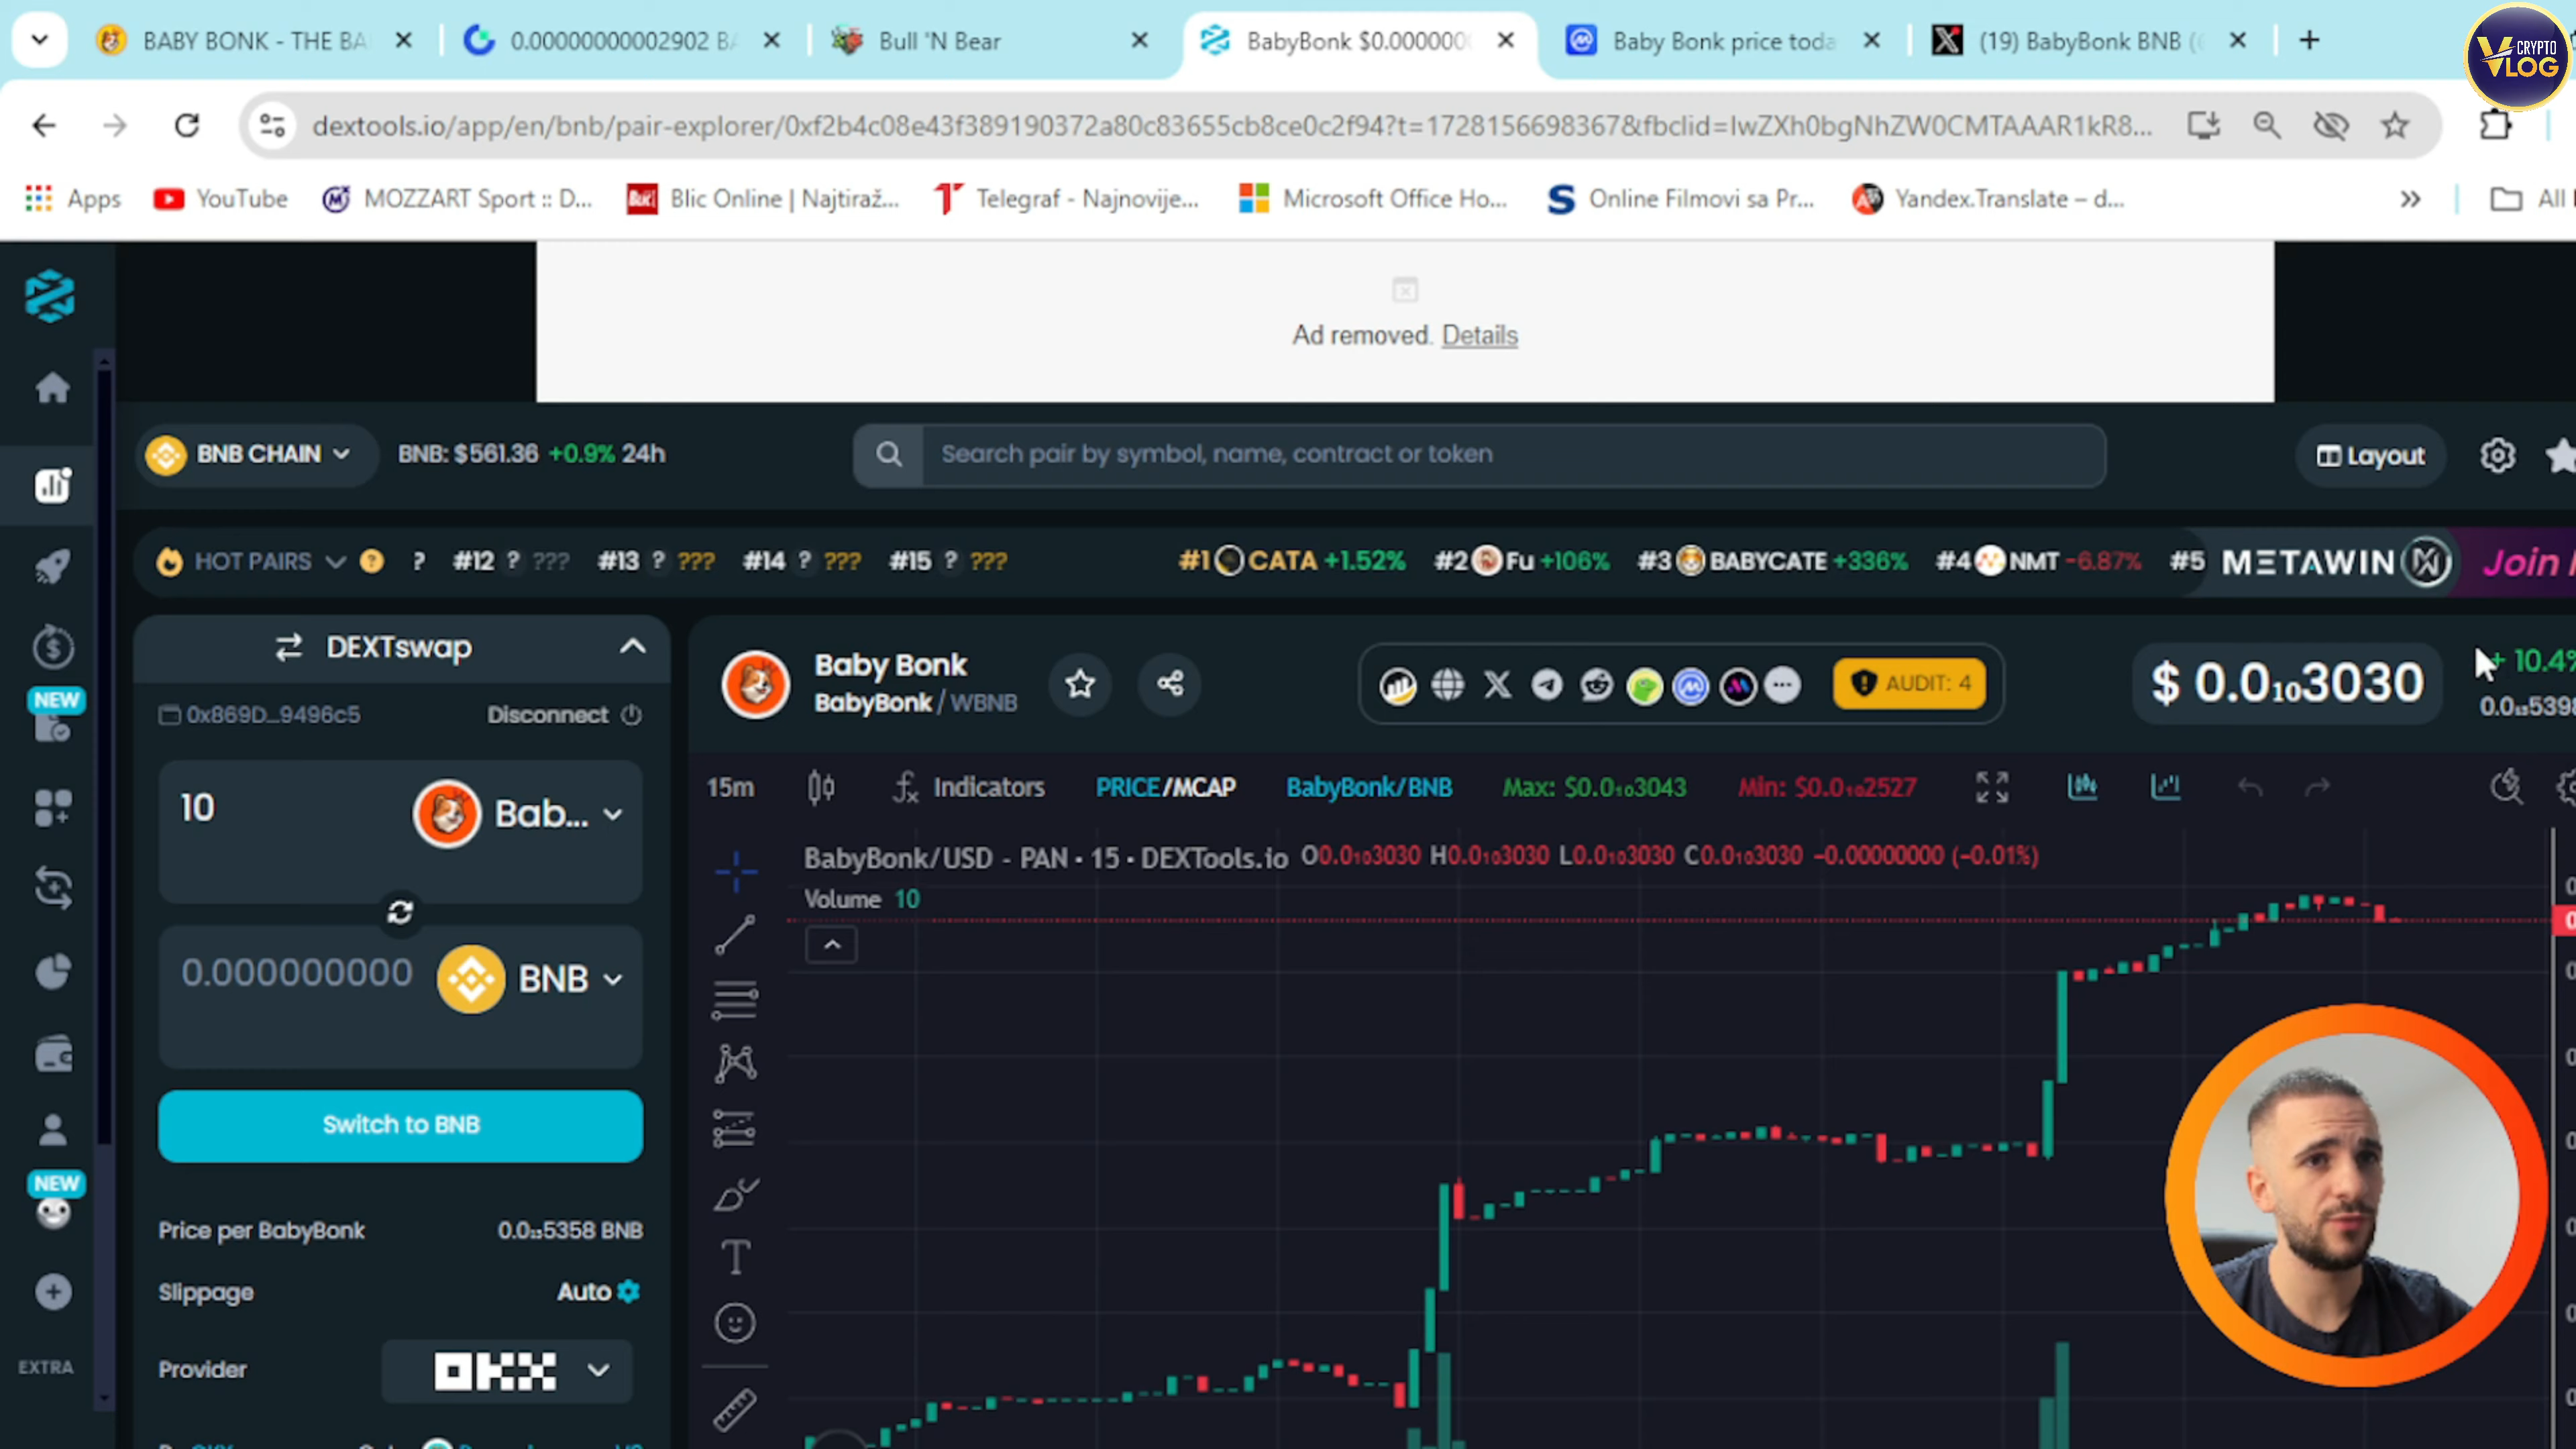 BABY BONK - THE BA
0.00000000002902 BA
Bull 'N Bear
BabyBonk $0.000000
Baby Bonk price toda
(19) BabyBonk BNB (
CRYPTO
VLOG
dextools.io/app/en/bnb/pair-explorer/0xf2b4c08e43f389190372a80c83655cb8ce0c2f94?t=1728156698367&fbclid=IwZXh0bgNhZW0CMTAAAR1kR8...
Apps
YouTube
MOZZART Sport :: D...
Blic Online | Najtiraž...
Telegraf - Najnovije...
Microsoft Office Ho...
Online Filmovi sa Pr...
Yandex.Translate – d...
All
Ad removed. Details
BNB CHAIN
BNB: $561.36 +0.9% 24h
Search pair by symbol, name, contract or token
Layout
HOT PAIRS
? #12 ? ??? #13 ? ??? #14 ? ??? #15 ? ???
#1 CATA +1.52% #2 Fu +106% #3 BABYCATE +336% #4 NMT -6.87% #5
METAWIN
Join
DEXTswap
0x869D...9496c5
Disconnect
10
Bab...
0.000000000
BNB
Switch to BNB
Price per BabyBonk
0.0₁₅5358 BNB
Slippage
Auto
Provider
OKX
NEW
NEW
EXTRA
Baby Bonk
BabyBonk / WBNB
AUDIT: 4
$ 0.0₁₀3030
+ 10.4%
15m
Indicators
PRICE/MCAP
BabyBonk/BNB
Max: $0.0₁₀3043
Min: $0.0₁₀2527
BabyBonk/USD - PAN · 15 · DEXTools.io O0.0₁₀3030 H0.0₁₀3030 L0.0₁₀3030 C0.0₁₀3030 −0.00000000 (−0.01%)
Volume 10